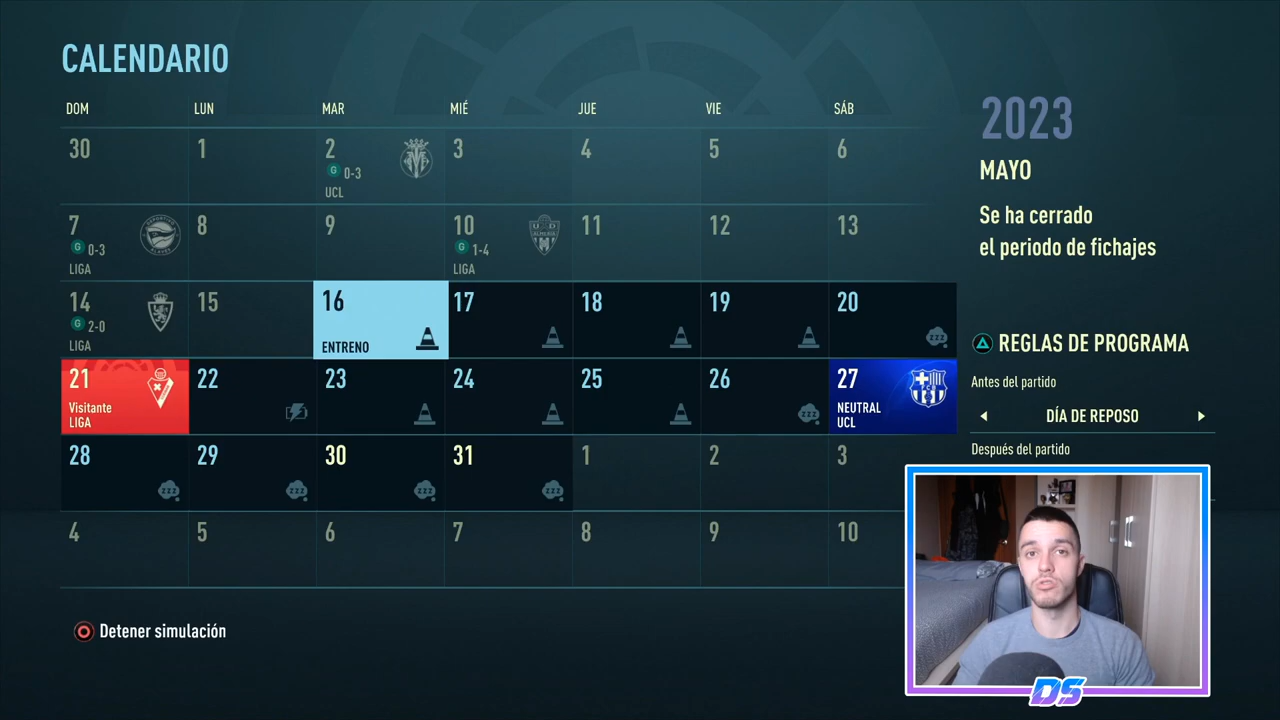 CALENDARIO
DOM LUN MAR MIÉ JUE VIE SÁB
30 1 2 3 4 5 6
G 0-3
UCL
7 8 9 10 11 12 13
G 0-3 G 1-4
LIGA LIGA
14 15 16 17 18 19 20
G 2-0
LIGA ENTRENO
21 22 23 24 25 26 27
Visitante NEUTRAL
LIGA UCL
28 29 30 31 1 2 3
4 5 6 7 8 9 10
Detener simulación
2023
MAYO
Se ha cerrado
el periodo de fichajes
REGLAS DE PROGRAMA
Antes del partido
DÍA DE REPOSO
Después del partido
DS